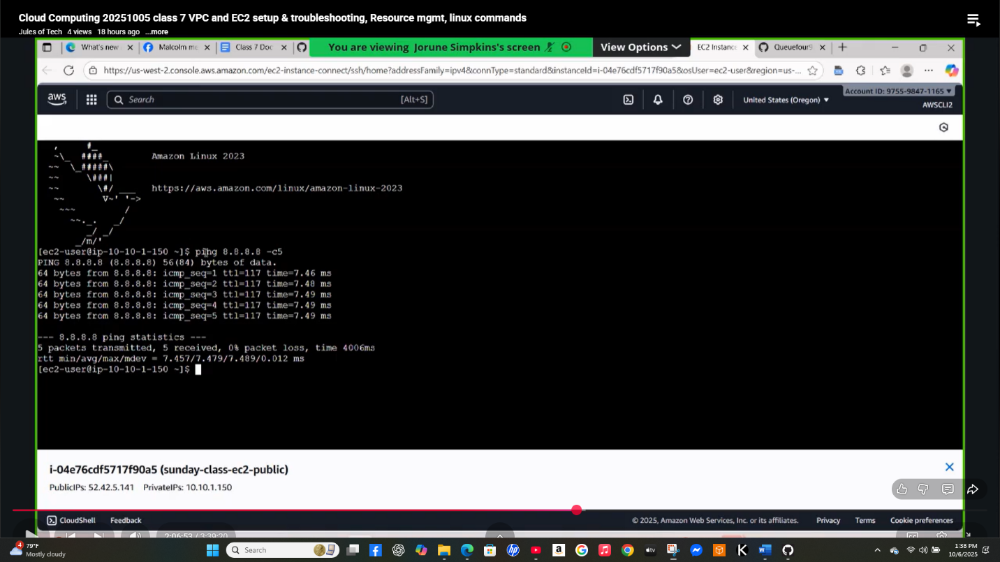 Cloud Computing 20251005 class 7 VPC and EC2 setup & troubleshooting, Resource mgmt, linux commands
Jules of Tech 4 views 18 hours ago ...more
What's new
Malcolm me
Class 7 Doc
You are viewing Jorune Simpkins's screen
View Options
EC2 Instance
Queuefour9
https://us-west-2.console.aws.amazon.com/ec2-instance-connect/ssh/home?addressFamily=ipv4&connType=standard&instanceId=i-04e76cdf5717f90a5&osUser=ec2-user&region=us-...
aws
Search [Alt+S]
United States (Oregon)
Account ID: 9755-9847-1165
AWSCLI2
, #_
~\_ ####_ Amazon Linux 2023
~~ \_#####\
~~ \###|
~~ \#/ ___ https://aws.amazon.com/linux/amazon-linux-2023
~~ V~' '->
~~~ /
~~._. _/
_/ _/
_/m/'
[ec2-user@ip-10-10-1-150 ~]$ ping 8.8.8.8 -c5
PING 8.8.8.8 (8.8.8.8) 56(84) bytes of data.
64 bytes from 8.8.8.8: icmp_seq=1 ttl=117 time=7.46 ms
64 bytes from 8.8.8.8: icmp_seq=2 ttl=117 time=7.48 ms
64 bytes from 8.8.8.8: icmp_seq=3 ttl=117 time=7.49 ms
64 bytes from 8.8.8.8: icmp_seq=4 ttl=117 time=7.49 ms
64 bytes from 8.8.8.8: icmp_seq=5 ttl=117 time=7.49 ms
--- 8.8.8.8 ping statistics ---
5 packets transmitted, 5 received, 0% packet loss, time 4006ms
rtt min/avg/max/mdev = 7.457/7.479/7.489/0.012 ms
[ec2-user@ip-10-10-1-150 ~]$
i-04e76cdf5717f90a5 (sunday-class-ec2-public)
PublicIPs: 52.42.5.141 PrivateIPs: 10.10.1.150
CloudShell Feedback © 2025, Amazon Web Services, Inc. or its affiliates. Privacy Terms Cookie preferences
2:06:53 / 3:39:20
4
79°F
Mostly cloudy
Search
hp
a
G
tv
K
W
1:38 PM
10/6/2025